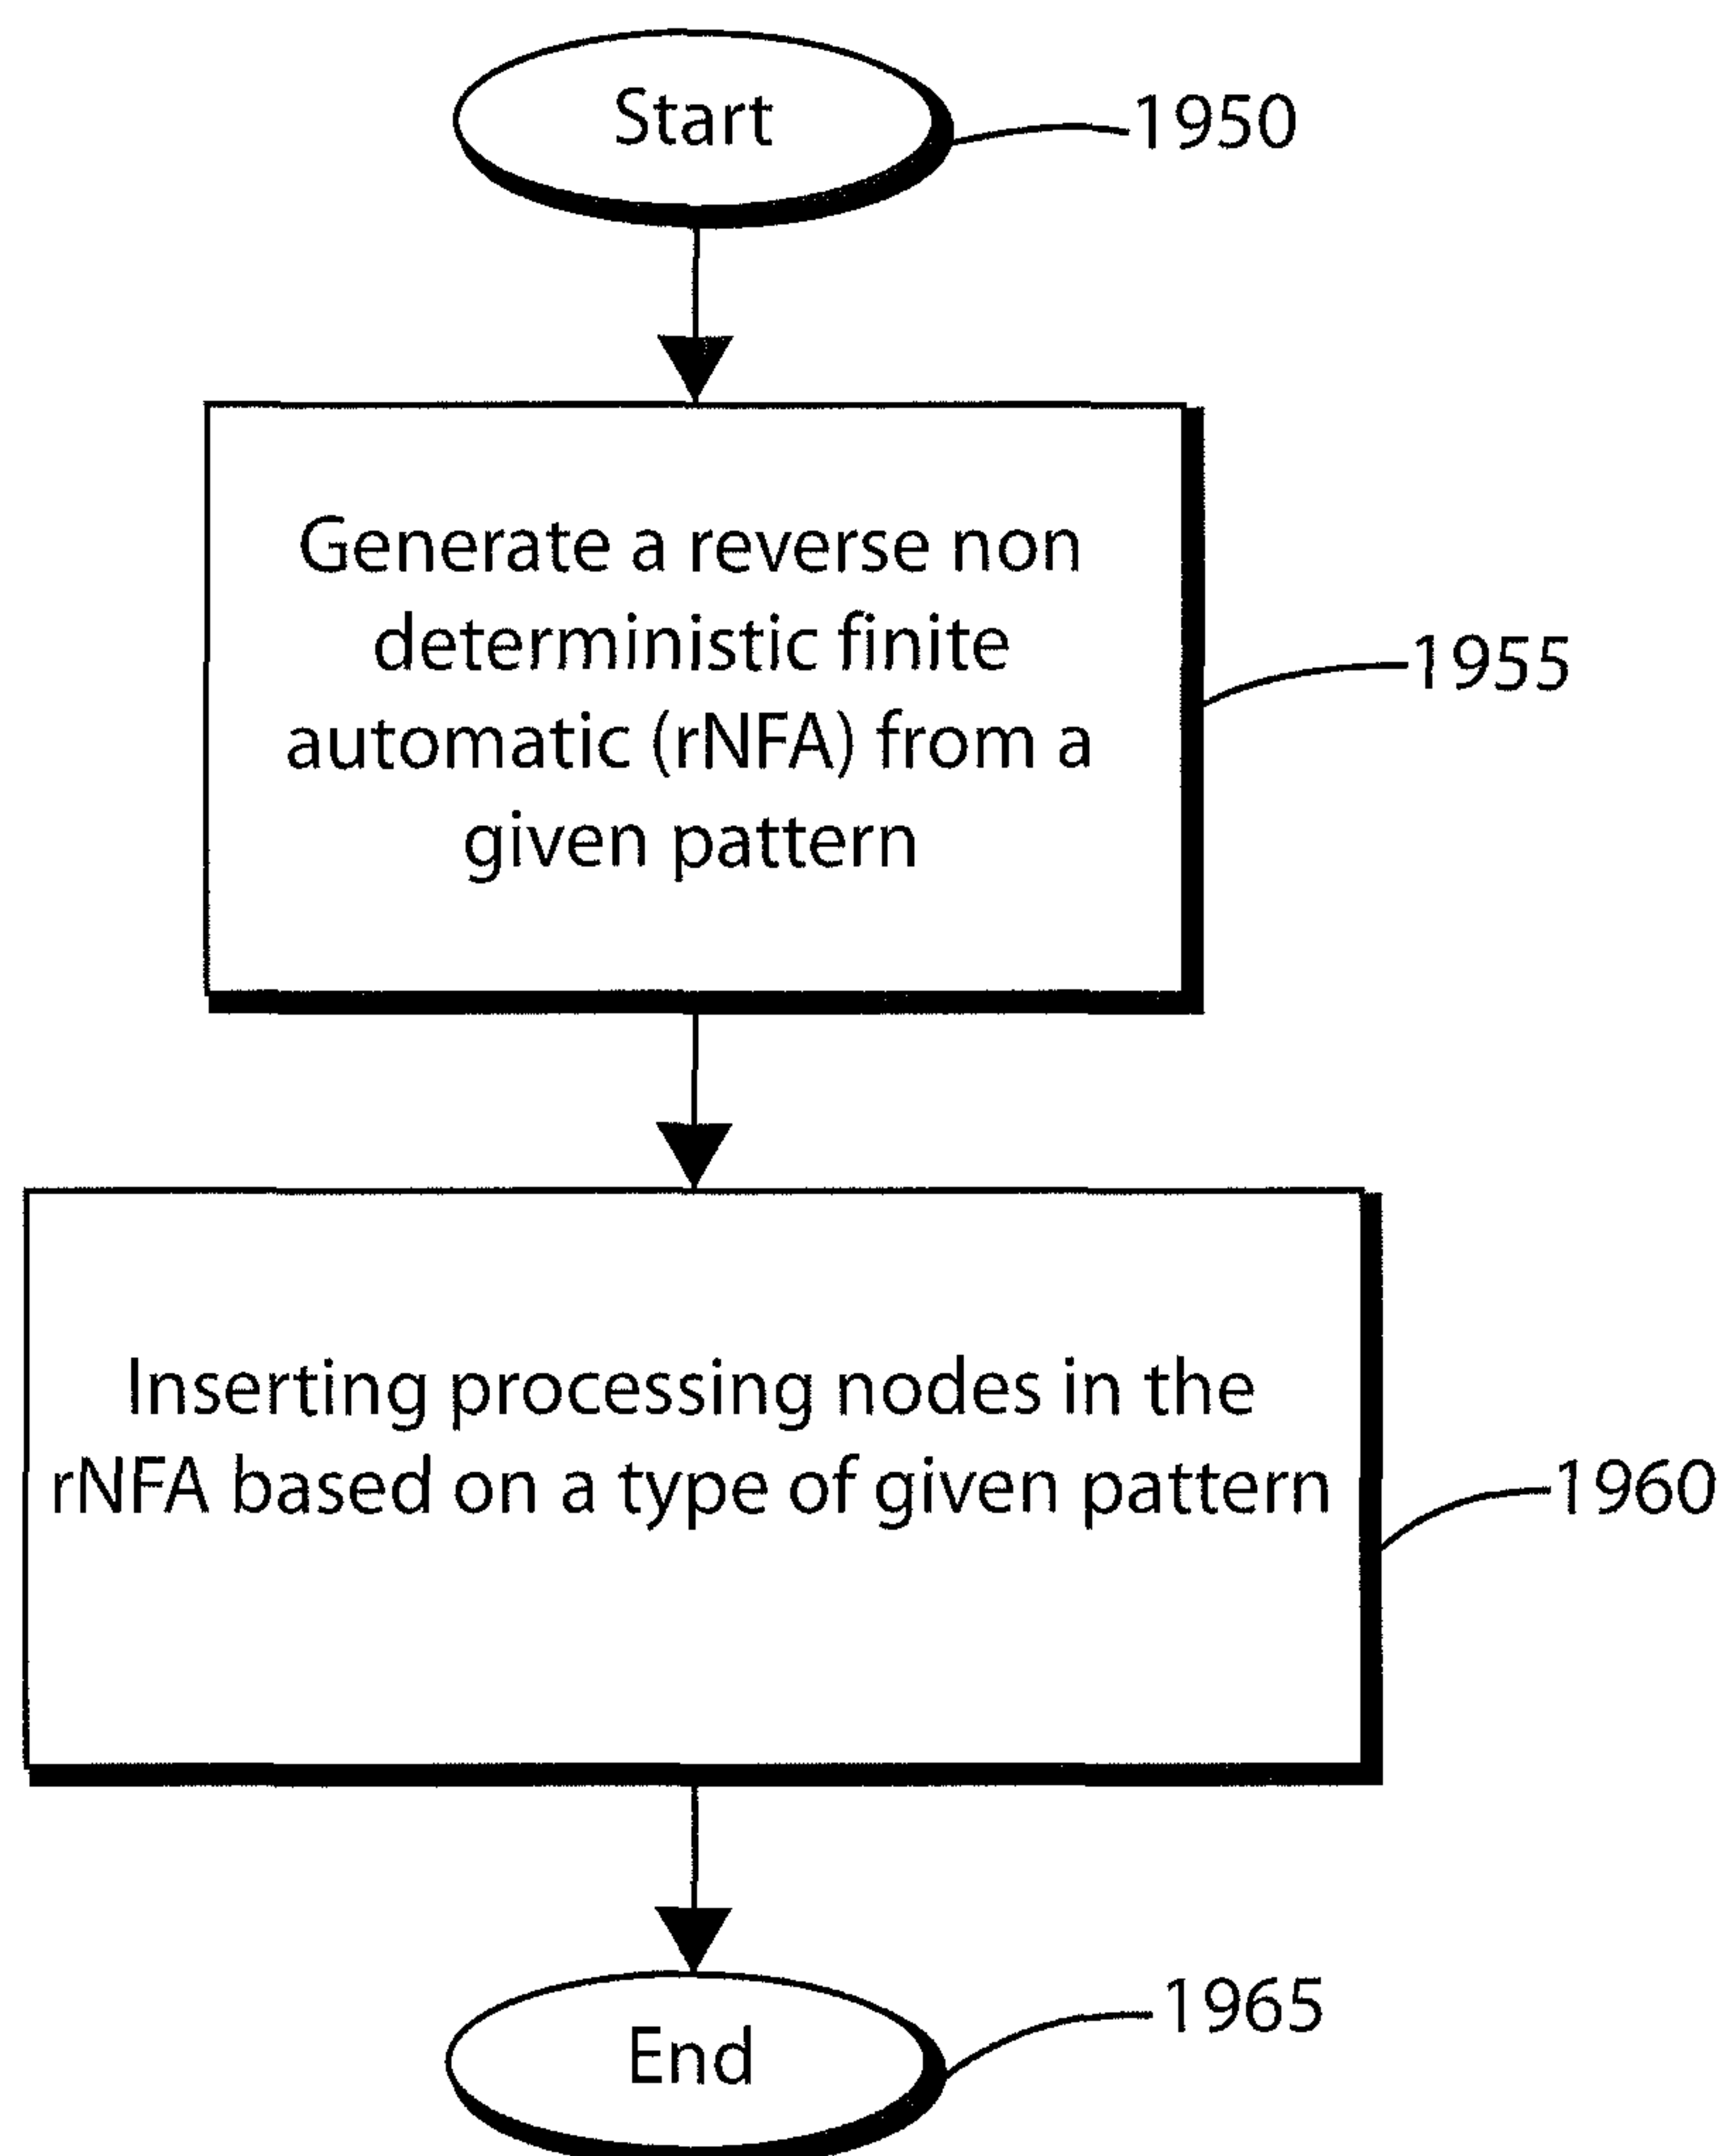 Start
1950
Generate a reverse non
deterministic finite
automatic (rNFA) from a
given pattern
1955
Inserting processing nodes in the
rNFA based on a type of given pattern
1960
End
1965